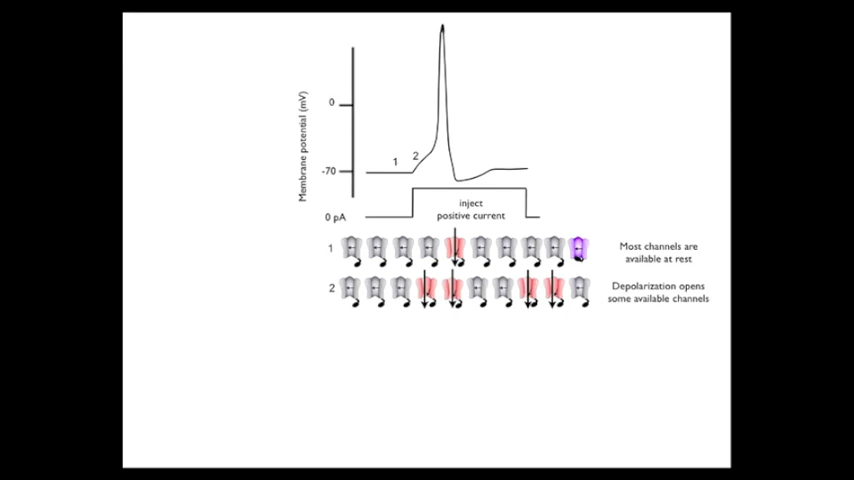 Membrane potential (mV)
0
1
2
-70
inject
positive current
0 pA
1
Most channels are
available at rest
2
Depolarization opens
some available channels